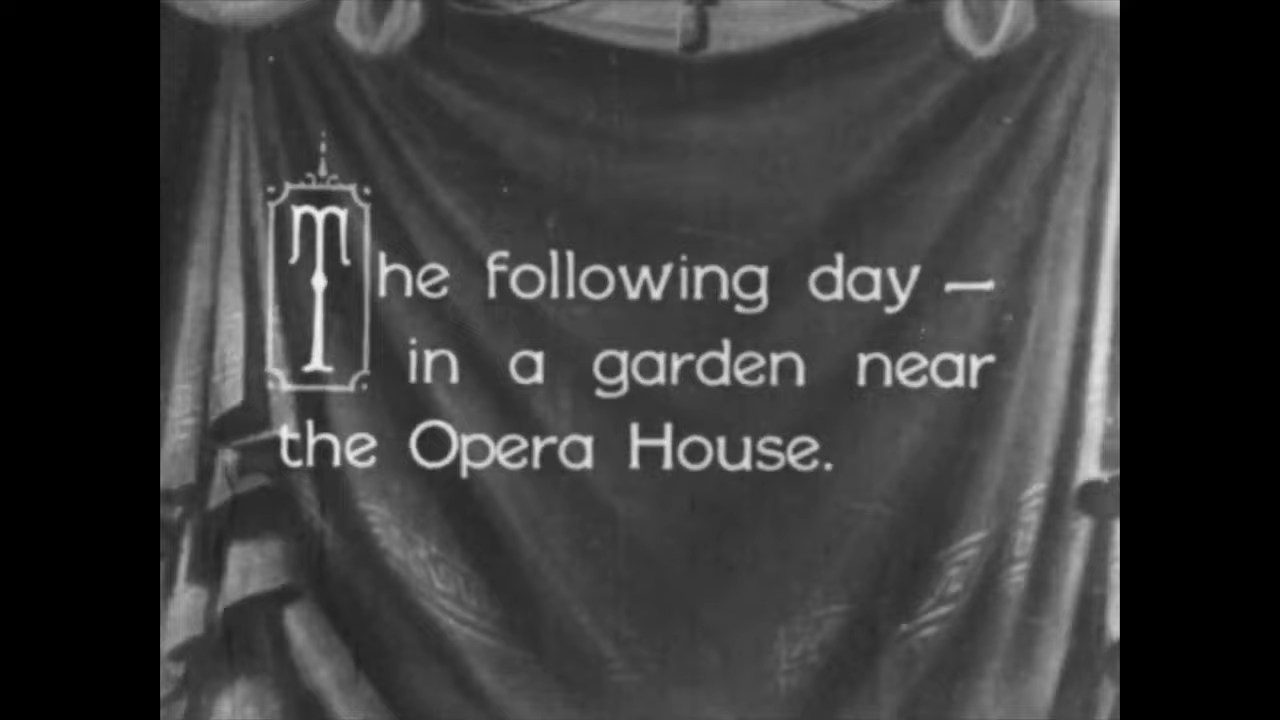 The following day —
in a garden near
the Opera House.